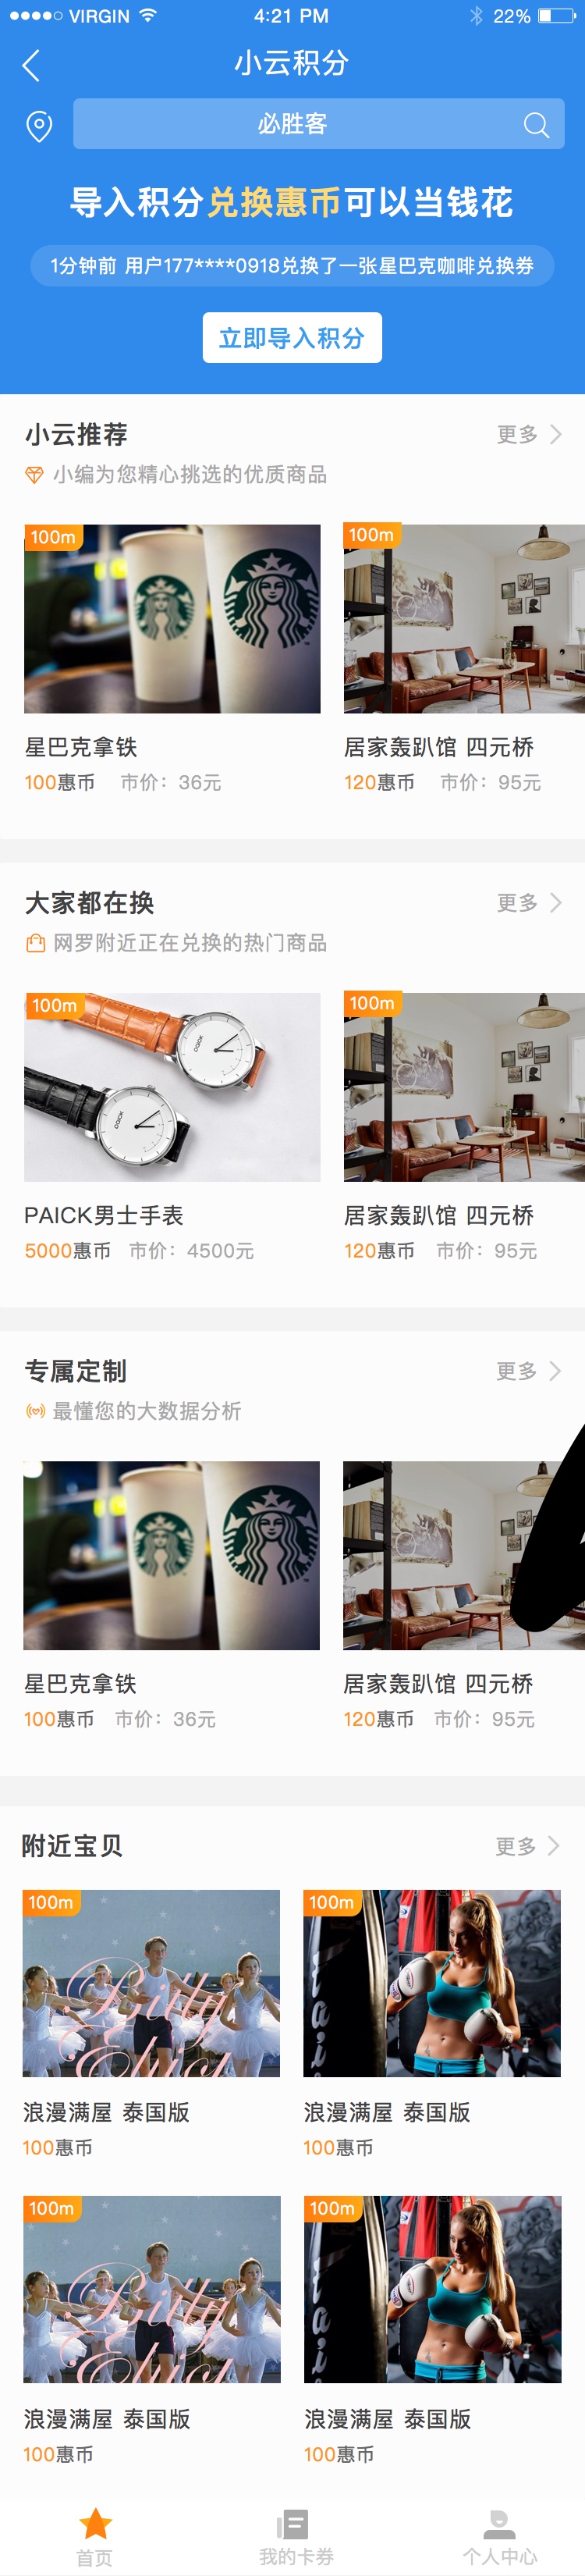 VIRGIN 4:21 PM 22%
小云积分
必胜客
导入积分兑换惠币可以当钱花
1分钟前 用户177****0918兑换了一张星巴克咖啡兑换券
立即导入积分
小云推荐 更多
小编为您精心挑选的优质商品
100m 100m
星巴克拿铁 居家轰趴馆 四元桥
100惠币 市价：36元 120惠币 市价：95元
大家都在换 更多
网罗附近正在兑换的热门商品
100m 100m
PAICK
PAICK
PAICK男士手表 居家轰趴馆 四元桥
5000惠币 市价：4500元 120惠币 市价：95元
专属定制 更多
最懂您的大数据分析
星巴克拿铁 居家轰趴馆 四元桥
100惠币 市价：36元 120惠币 市价：95元
附近宝贝 更多
100m 100m
浪漫满屋 泰国版 浪漫满屋 泰国版
100惠币 100惠币
100m 100m
浪漫满屋 泰国版 浪漫满屋 泰国版
100惠币 100惠币
首页 我的卡券 个人中心